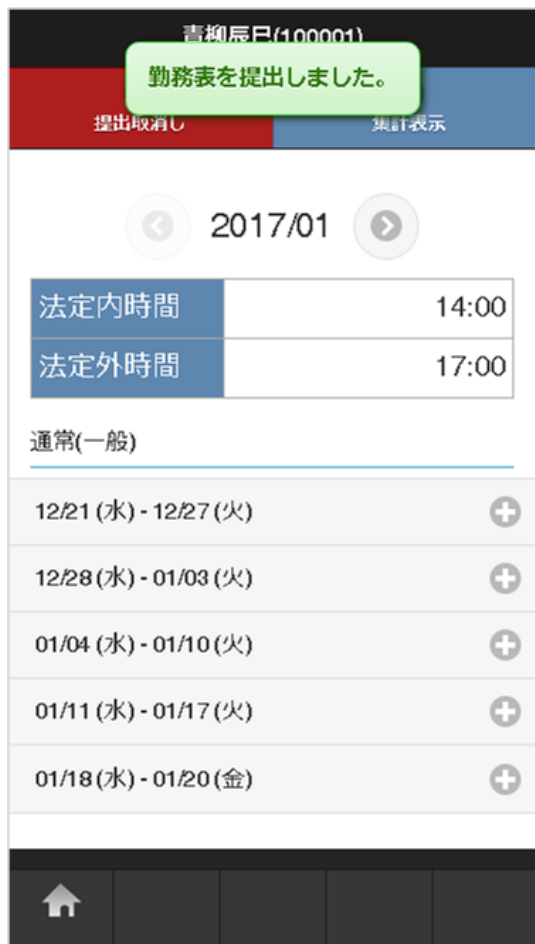 青柳辰巳(100001)
勤務表を提出しました。
提出取消し
集計表示
2017/01
法定内時間 14:00
法定外時間 17:00
通常(一般)
12/21 (水) - 12/27 (火)
12/28 (水) - 01/03 (火)
01/04 (水) - 01/10 (火)
01/11 (水) - 01/17 (火)
01/18 (水) - 01/20 (金)